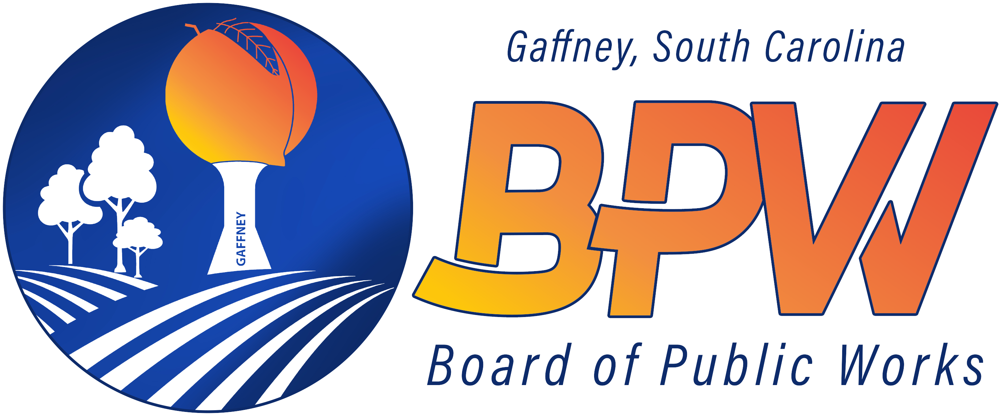 GAFFNEY
Gaffney, South Carolina
BPW
Board of Public Works